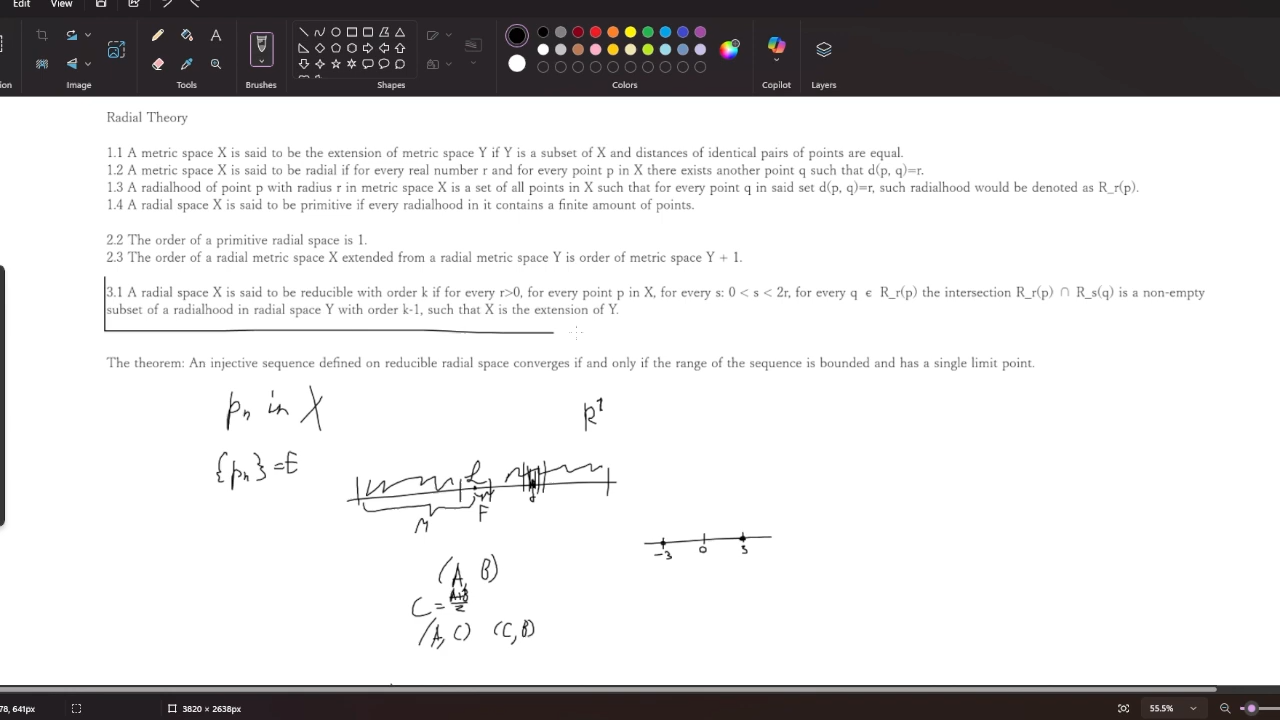 Edit View
Image Tools Brushes Shapes Colors Copilot Layers
Radial Theory
1.1 A metric space X is said to be the extension of metric space Y if Y is a subset of X and distances of identical pairs of points are equal.
1.2 A metric space X is said to be radial if for every real number r and for every point p in X there exists another point q such that d(p, q)=r.
1.3 A radialhood of point p with radius r in metric space X is a set of all points in X such that for every point q in said set d(p, q)=r, such radialhood would be denoted as R_r(p).
1.4 A radial space X is said to be primitive if every radialhood in it contains a finite amount of points.
2.2 The order of a primitive radial space is 1.
2.3 The order of a radial metric space X extended from a radial metric space Y is order of metric space Y + 1.
3.1 A radial space X is said to be reducible with order k if for every r>0, for every point p in X, for every s: 0 < s < 2r, for every q ϵ R_r(p) the intersection R_r(p) ∩ R_s(q) is a non-empty
subset of a radialhood in radial space Y with order k-1, such that X is the extension of Y.
The theorem: An injective sequence defined on reducible radial space converges if and only if the range of the sequence is bounded and has a single limit point.
pₙ in X
R¹
{pₙ} = E
L
M F
-3 0 3
(A, B)
C = A+B/2
(A, C) (C, B)
78, 641px 3820 × 2638px 55.5%